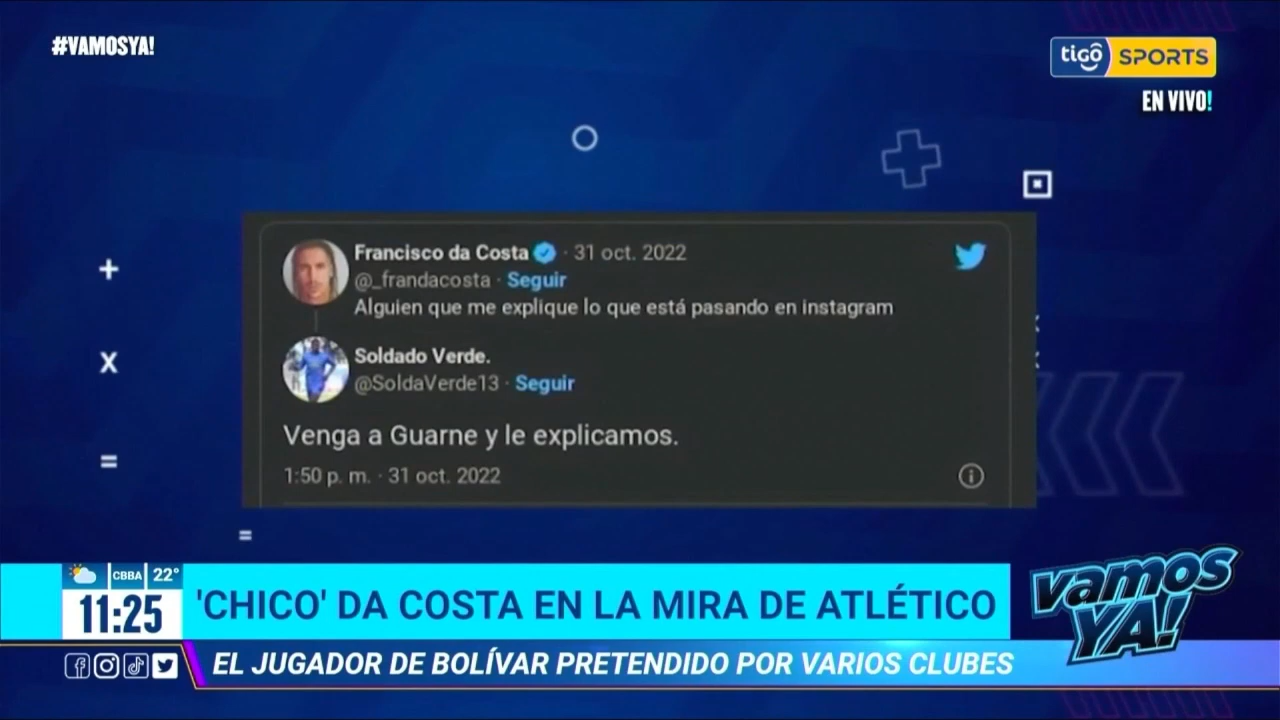 #VAMOSYA!
tigo SPORTS
EN VIVO!
Francisco da Costa · 31 oct. 2022
@_frandacosta · Seguir
Alguien que me explique lo que está pasando en instagram
Soldado Verde.
@SoldaVerde13 · Seguir
Venga a Guarne y le explicamos.
1:50 p. m. · 31 oct. 2022
CBBA 22°
11:25
'CHICO' DA COSTA EN LA MIRA DE ATLÉTICO
EL JUGADOR DE BOLÍVAR PRETENDIDO POR VARIOS CLUBES
vamos
YA!